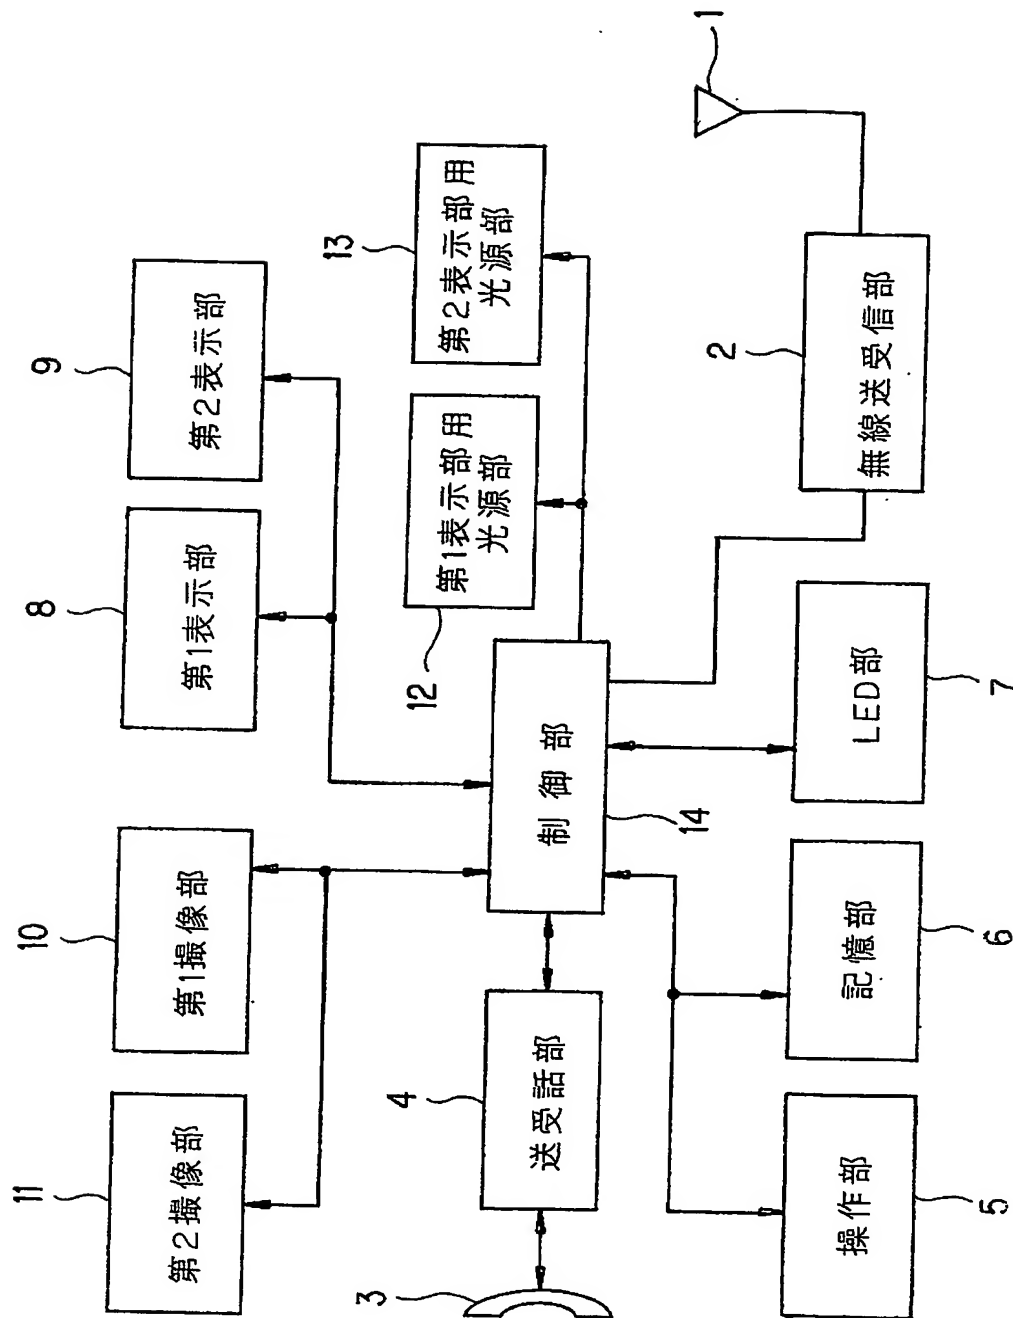 11
第2撮像部
10
第1撮像部
8
第1表示部
9
第2表示部
3
4
送受話部
制御部
14
12
第1表示部用
光源部
13
第2表示部用
光源部
5
操作部
6
記憶部
7
LED部
2
無線送受信部
1